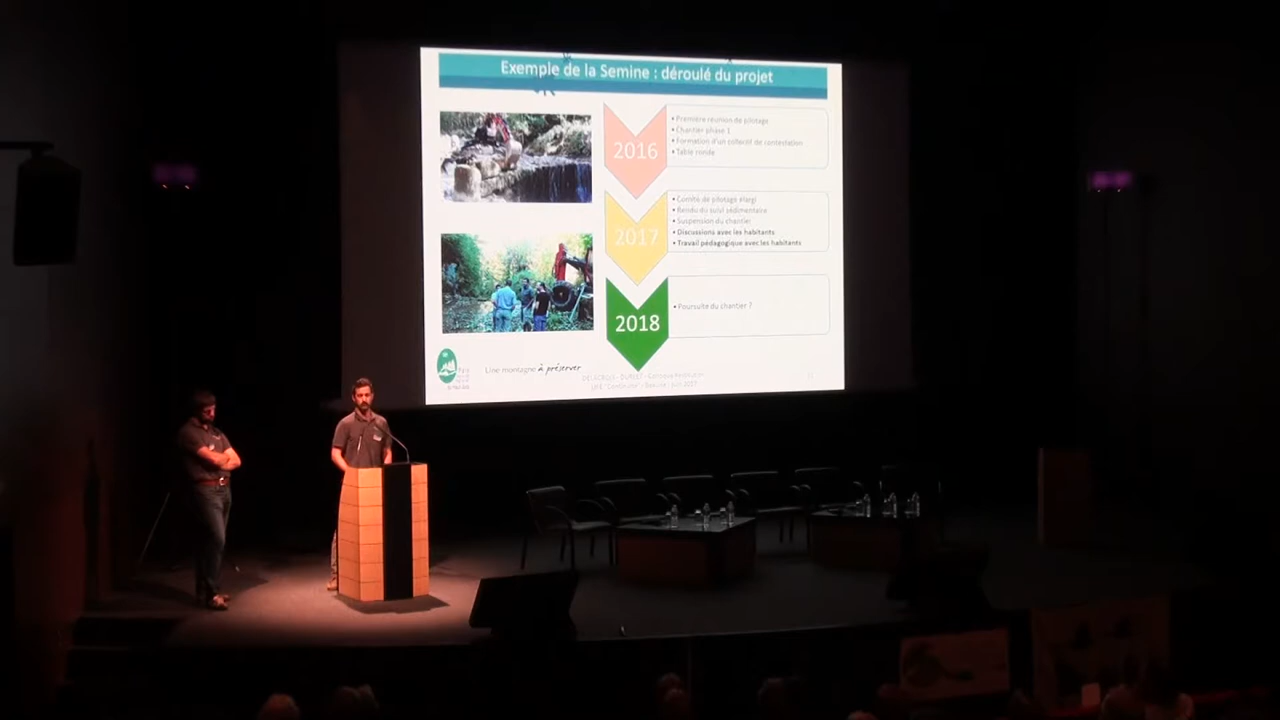 Exemple de la Semine : déroulé du projet
2016
• Première réunion de pilotage
• Chantier phase 1
• Formation d'un collectif de contestation
• Table ronde
2017
• Comité de pilotage élargi
• Rendu du suivi sédimentaire
• Suspension du chantier
• Discussions avec les habitants
• Travail pédagogique avec les habitants
2018
• Poursuite du chantier ?
Une montagne à préserver